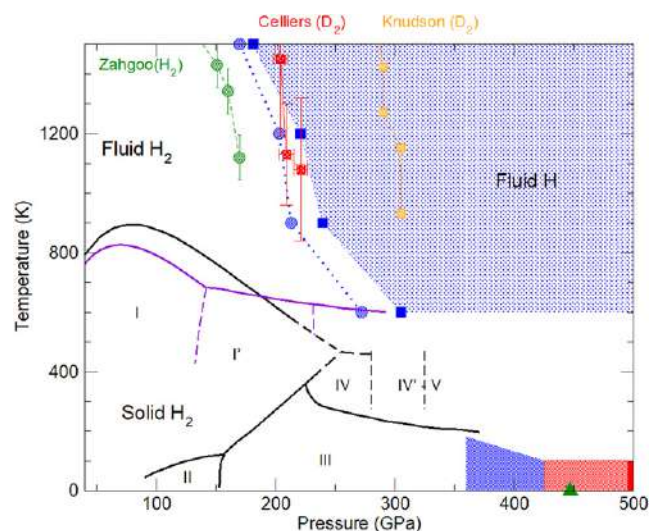 Celliers (D2) Knudson (D2)
Zahgoo(H2)
1200
Fluid H2
Fluid H
Temperature (K)
800
I
I'
400
IV
IV'
V
Solid H2
II
III
0
100 200 300 400 500
Pressure (GPa)